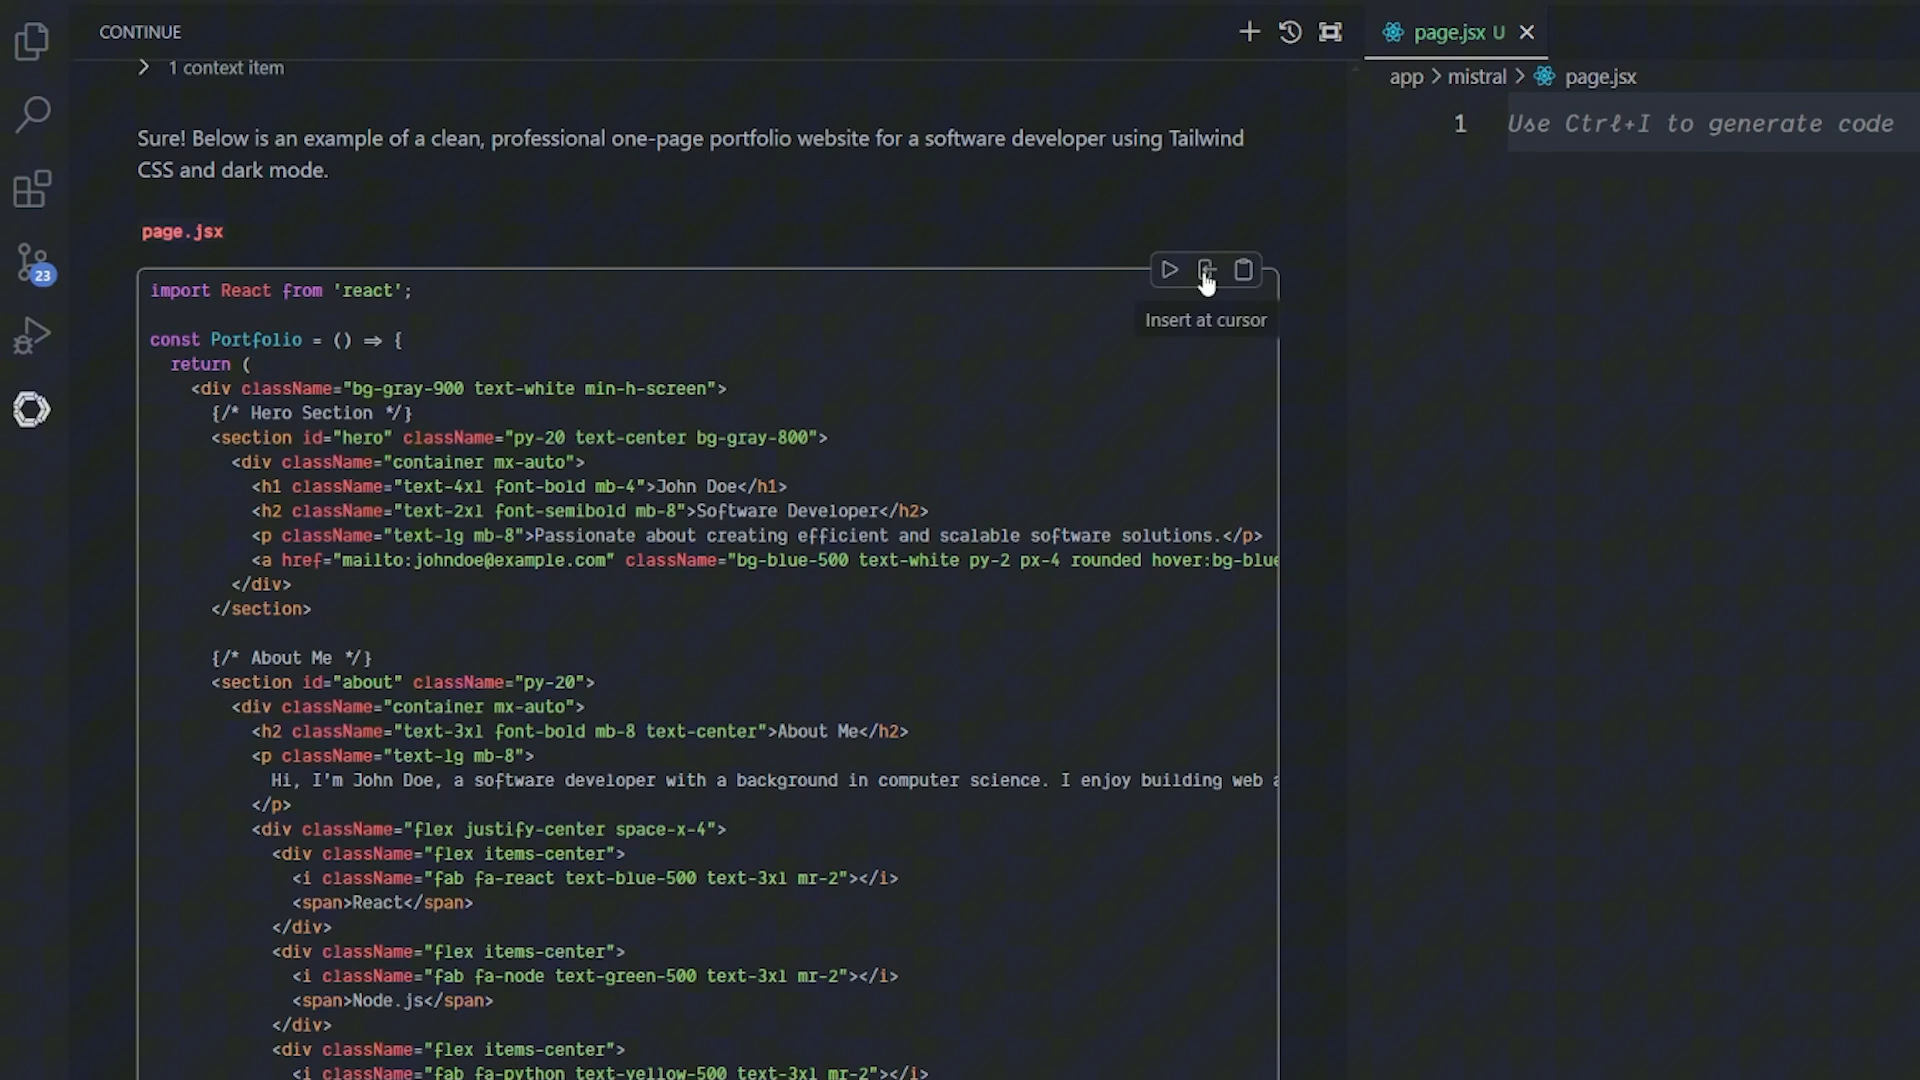 CONTINUE
1 context item
Sure! Below is an example of a clean, professional one-page portfolio website for a software developer using Tailwind
CSS and dark mode.
page.jsx
Insert at cursor
import React from 'react';
const Portfolio = () => {
return (
<div className="bg-gray-900 text-white min-h-screen">
{/* Hero Section */}
<section id="hero" className="py-20 text-center bg-gray-800">
<div className="container mx-auto">
<h1 className="text-4xl font-bold mb-4">John Doe</h1>
<h2 className="text-2xl font-semibold mb-8">Software Developer</h2>
<p className="text-lg mb-8">Passionate about creating efficient and scalable software solutions.</p>
<a href="mailto:johndoe@example.com" className="bg-blue-500 text-white py-2 px-4 rounded hover:bg-blue
</div>
</section>
{/* About Me */}
<section id="about" className="py-20">
<div className="container mx-auto">
<h2 className="text-3xl font-bold mb-8 text-center">About Me</h2>
<p className="text-lg mb-8">
Hi, I'm John Doe, a software developer with a background in computer science. I enjoy building web a
</p>
<div className="flex justify-center space-x-4">
<div className="flex items-center">
<i className="fab fa-react text-blue-500 text-3xl mr-2"></i>
<span>React</span>
</div>
<div className="flex items-center">
<i className="fab fa-node text-green-500 text-3xl mr-2"></i>
<span>Node.js</span>
</div>
<div className="flex items-center">
<i className="fab fa-python text-yellow-500 text-3xl mr-2"></i>
23
page.jsx U
app > mistral > page.jsx
1 Use Ctrl+I to generate code